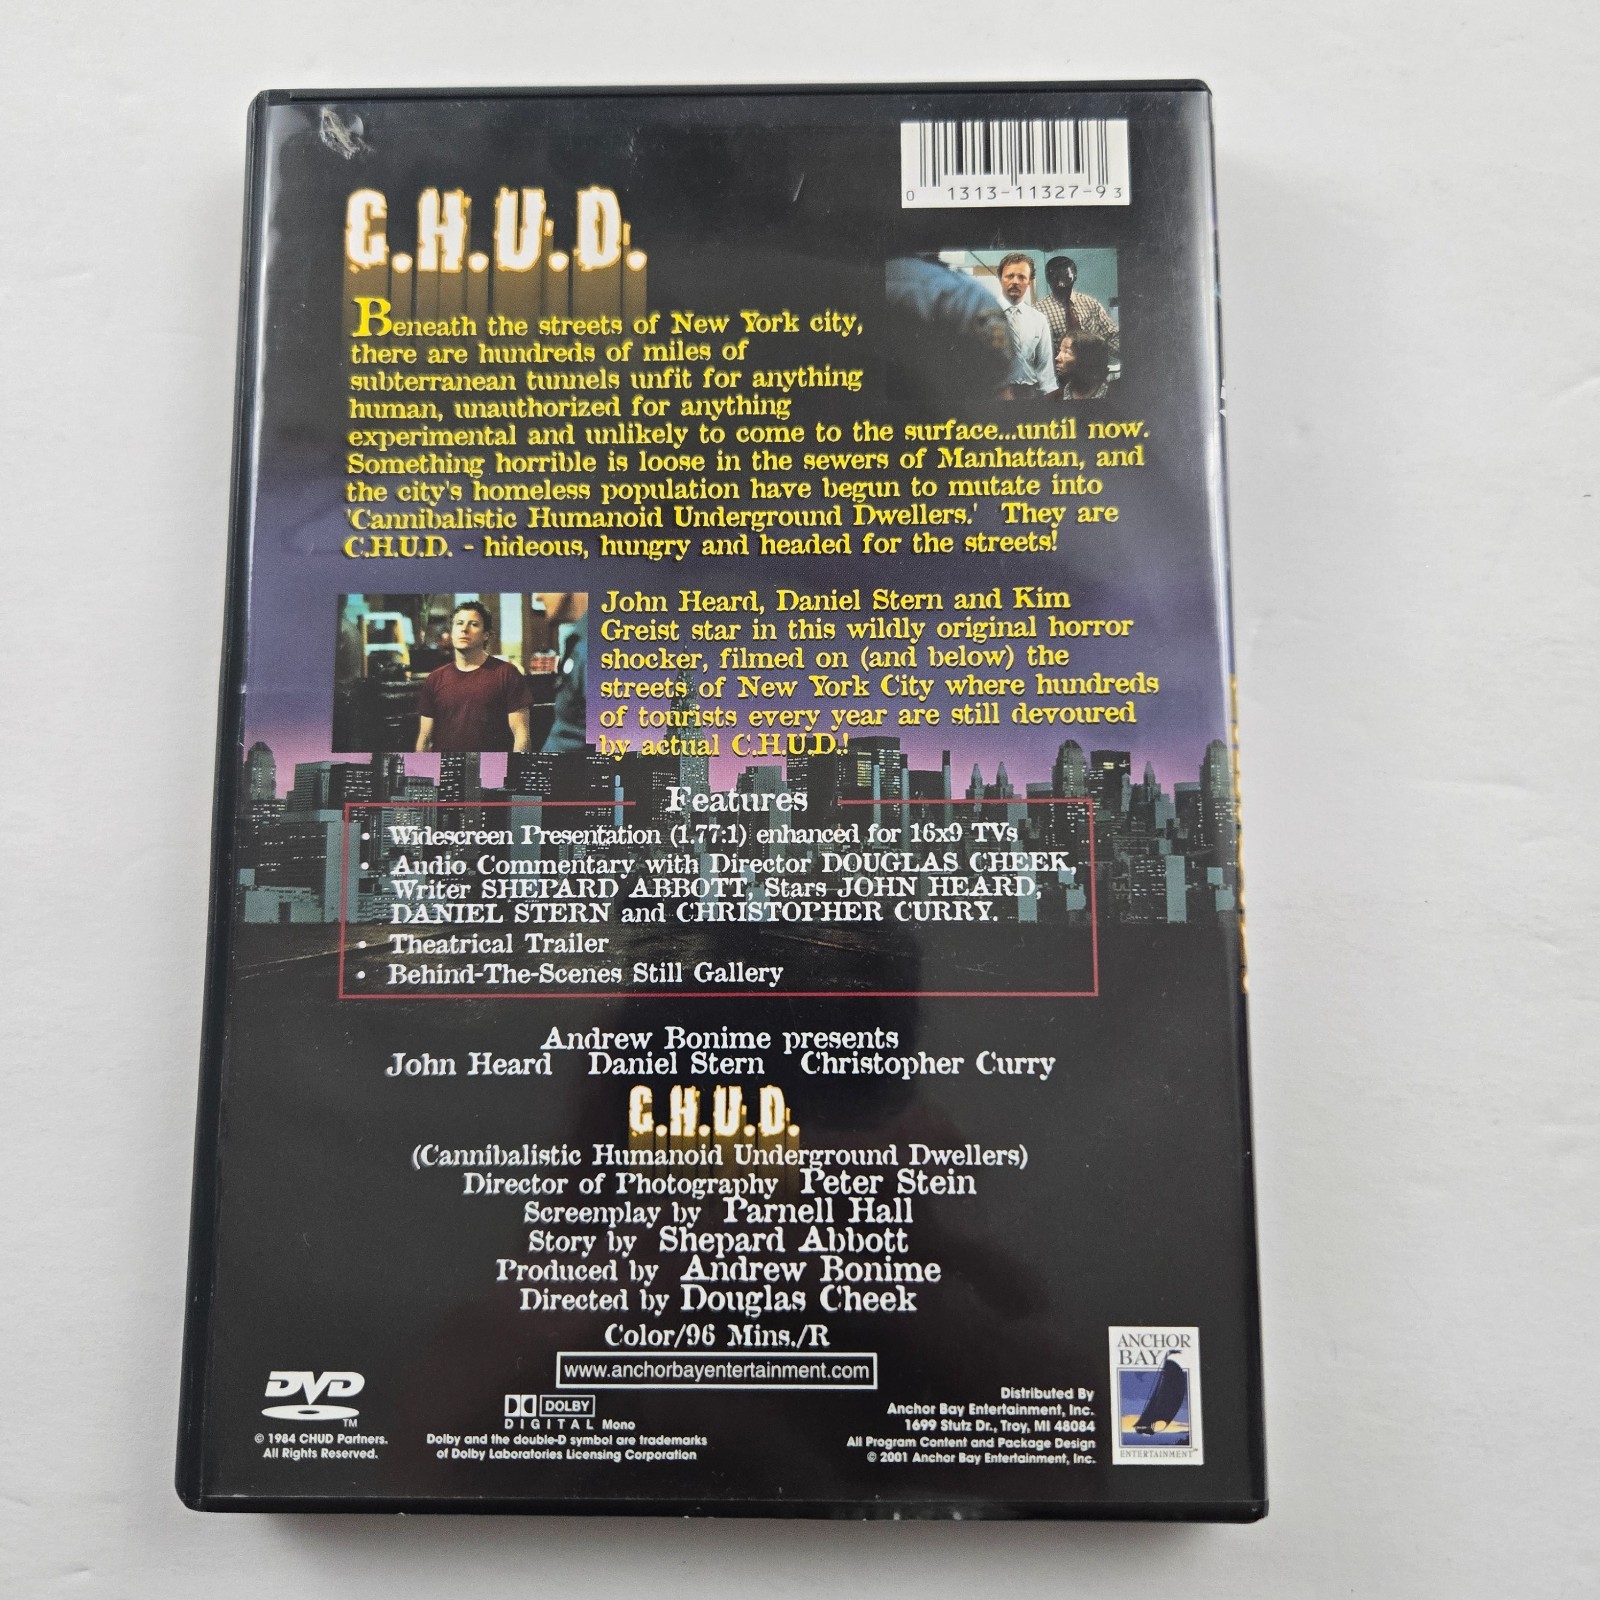 0 1313-11327-9 3
C.H.U.D.
Beneath the streets of New York city,
there are hundreds of miles of
subterranean tunnels unfit for anything
human, unauthorized for anything
experimental and unlikely to come to the surface...until now.
Something horrible is loose in the sewers of Manhattan, and
the city's homeless population have begun to mutate into
'Cannibalistic Humanoid Underground Dwellers.' They are
C.H.U.D. - hideous, hungry and headed for the streets!
John Heard, Daniel Stern and Kim
Greist star in this wildly original horror
shocker, filmed on (and below) the
streets of New York City where hundreds
of tourists every year are still devoured
by actual C.H.U.D.!
Features
• Widescreen Presentation (1.77:1) enhanced for 16x9 TVs
• Audio Commentary with Director DOUGLAS CHEEK,
Writer SHEPARD ABBOTT, Stars JOHN HEARD,
DANIEL STERN and CHRISTOPHER CURRY.
• Theatrical Trailer
• Behind-The-Scenes Still Gallery
Andrew Bonime presents
John Heard Daniel Stern Christopher Curry
C.H.U.D.
(Cannibalistic Humanoid Underground Dwellers)
Director of Photography Peter Stein
Screenplay by Parnell Hall
Story by Shepard Abbott
Produced by Andrew Bonime
Directed by Douglas Cheek
Color/96 Mins./R
www.anchorbayentertainment.com
DVD
TM
© 1984 CHUD Partners.
All Rights Reserved.
DOLBY
DIGITAL Mono
Dolby and the double-D symbol are trademarks
of Dolby Laboratories Licensing Corporation
Distributed By
Anchor Bay Entertainment, Inc.
1699 Stutz Dr., Troy, MI 48084
All Program Content and Package Design
© 2001 Anchor Bay Entertainment, Inc.
ANCHOR
BAY
ENTERTAINMENT